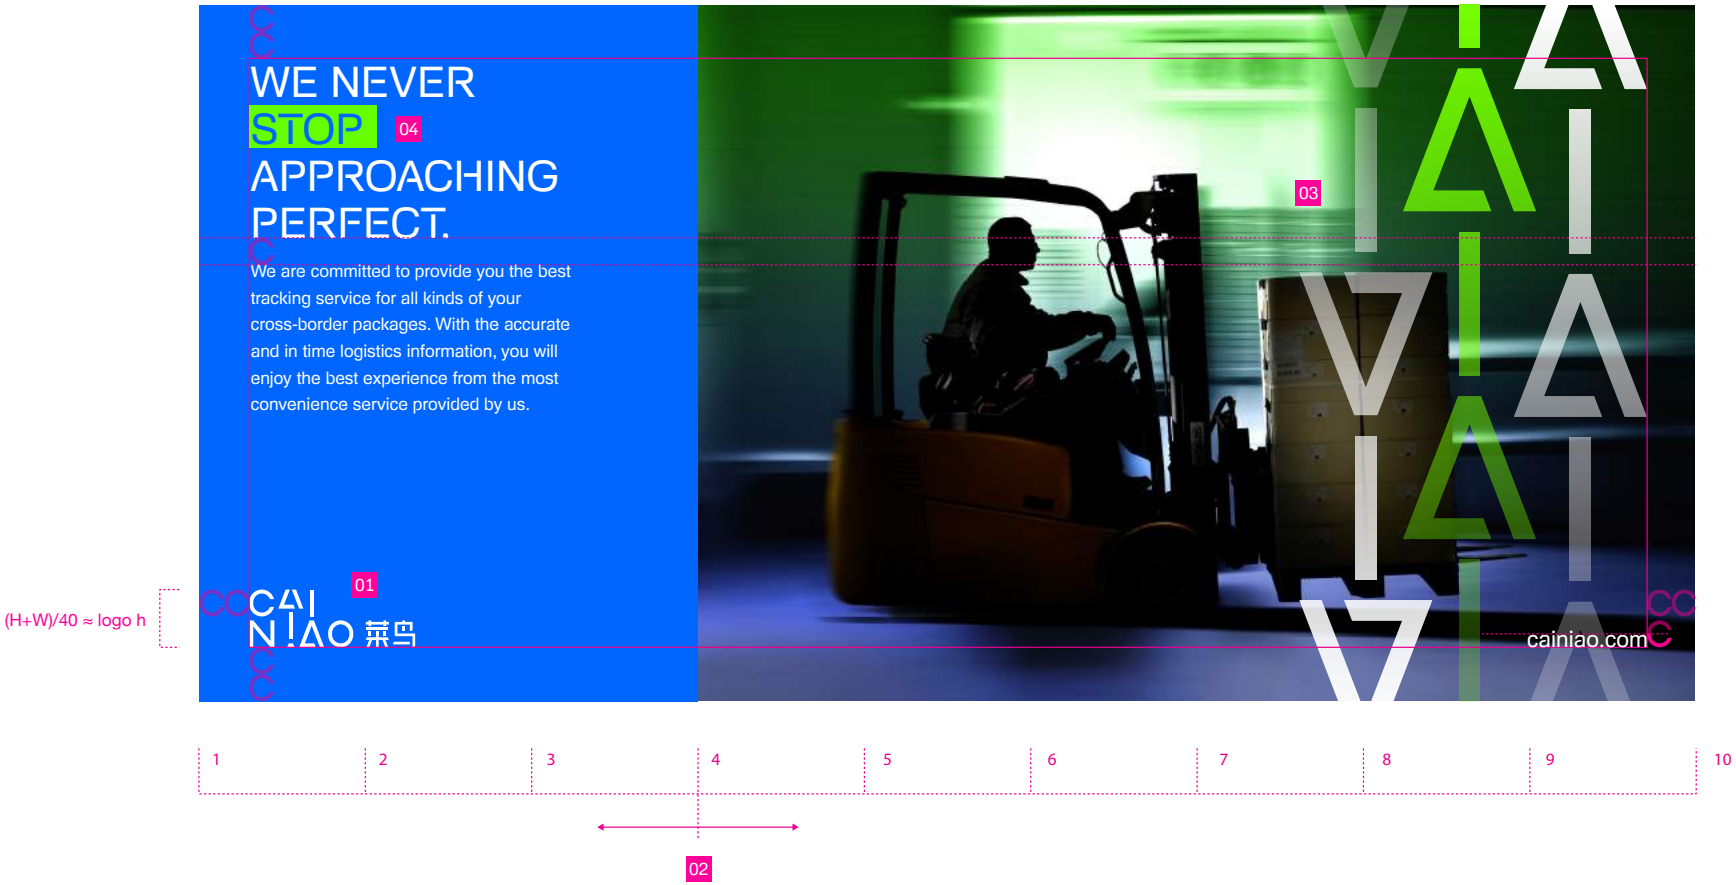 WE NEVER
STOP
04
APPROACHING
PERFECT.
We are committed to provide you the best
tracking service for all kinds of your
cross-border packages. With the accurate
and in time logistics information, you will
enjoy the best experience from the most
convenience service provided by us.
03
01
(H+W)/40 ≈ logo h
CAI
NIAO 菜鸟
cainiao.com
1 2 3 4 5 6 7 8 9 10
02